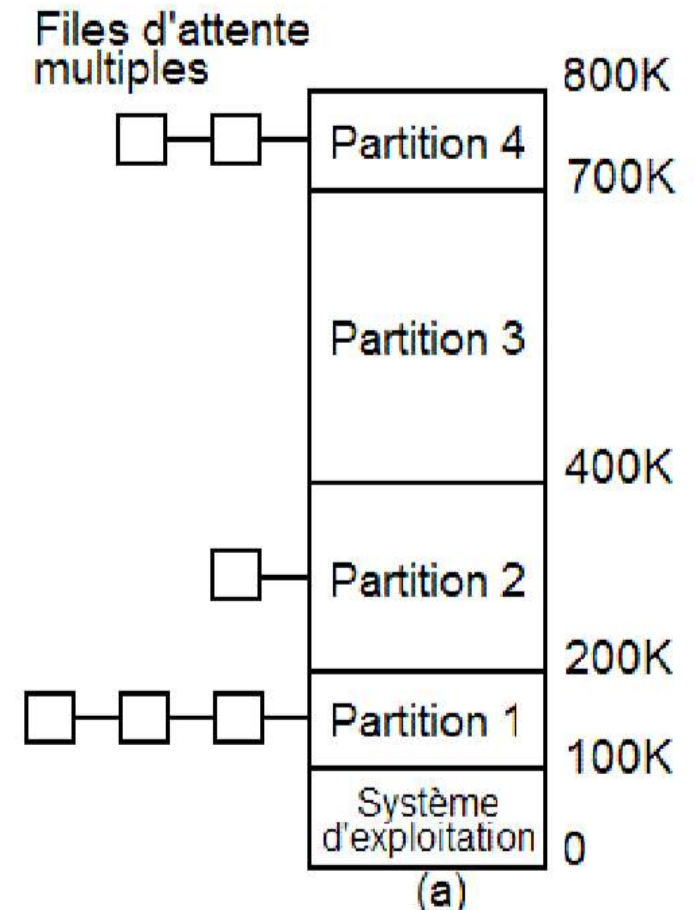 Files d'attente
multiples
800K
Partition 4
700K
Partition 3
400K
Partition 2
200K
Partition 1
100K
Système
d'exploitation
0
(a)